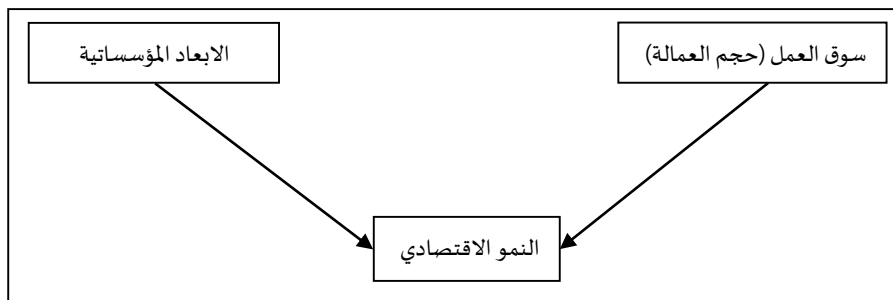 سوق العمل (حجم العمالة)
الابعاد المؤسساتية
النمو الاقتصادي